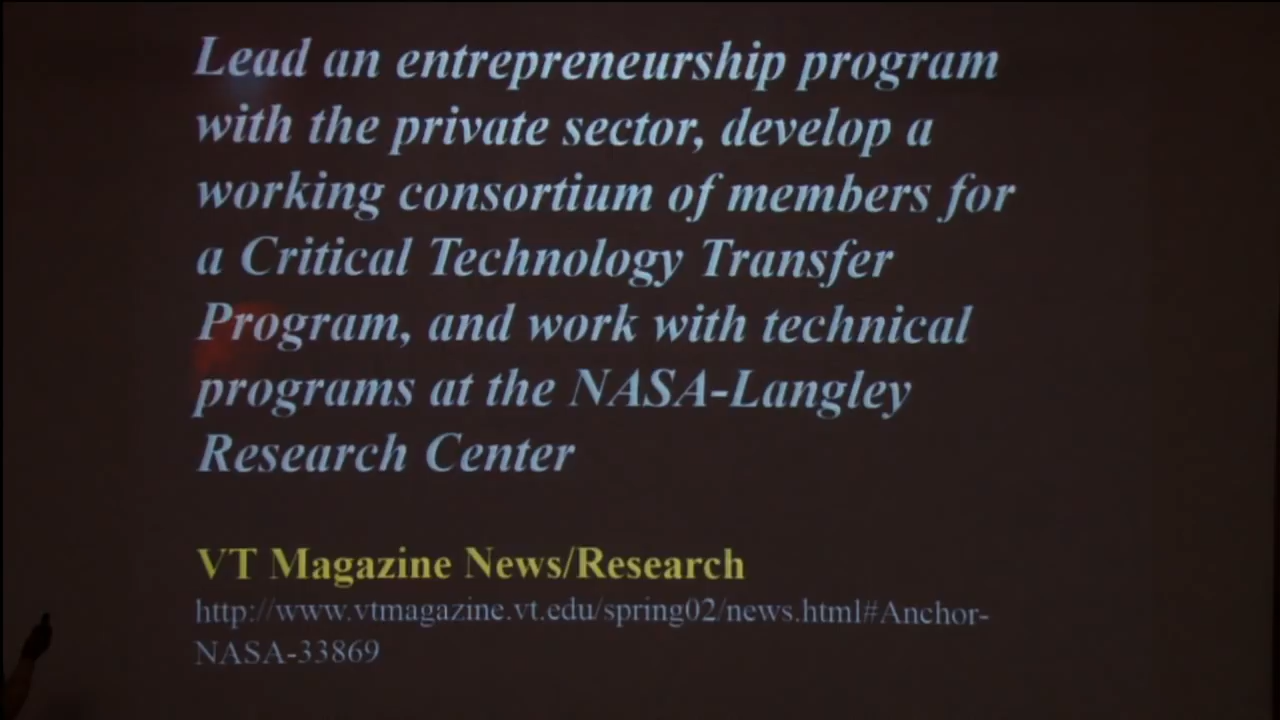 Lead an entrepreneurship program
with the private sector, develop a
working consortium of members for
a Critical Technology Transfer
Program, and work with technical
programs at the NASA-Langley
Research Center
VT Magazine News/Research
http://www.vtmagazine.vt.edu/spring02/news.html#Anchor-
NASA-33869